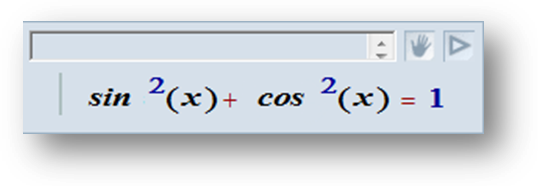 sin ²(x) + cos ²(x) = 1